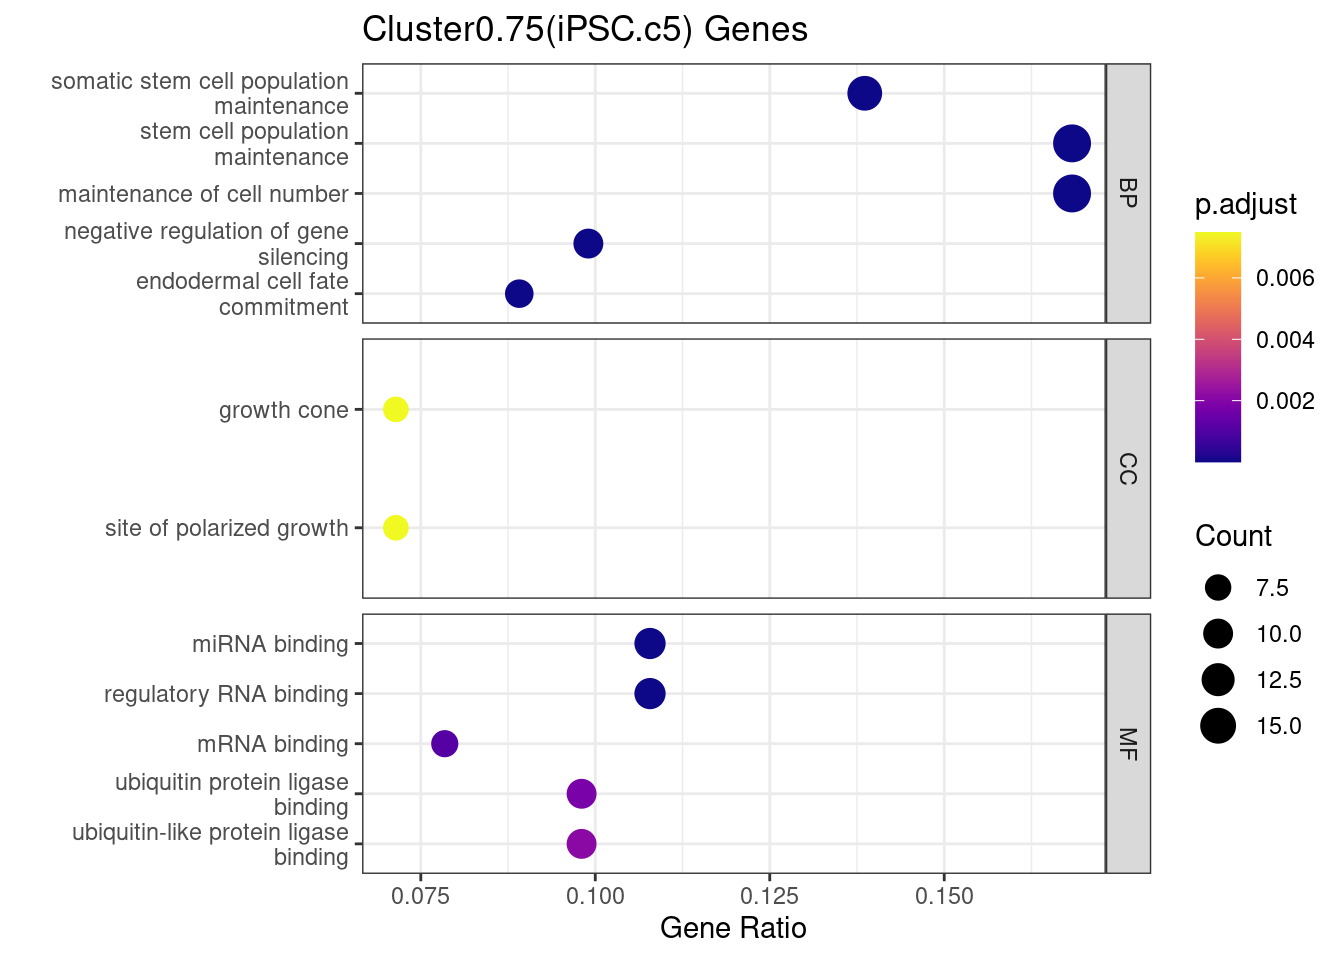 Cluster0.75(iPSC.c5) Genes
somatic stem cell population
maintenance
stem cell population
maintenance
maintenance of cell number
negative regulation of gene
silencing
endodermal cell fate
commitment
BP
growth cone
site of polarized growth
CC
miRNA binding
regulatory RNA binding
mRNA binding
ubiquitin protein ligase
binding
ubiquitin-like protein ligase
binding
MF
0.075
0.100
0.125
0.150
Gene Ratio
p.adjust
0.006
0.004
0.002
Count
7.5
10.0
12.5
15.0